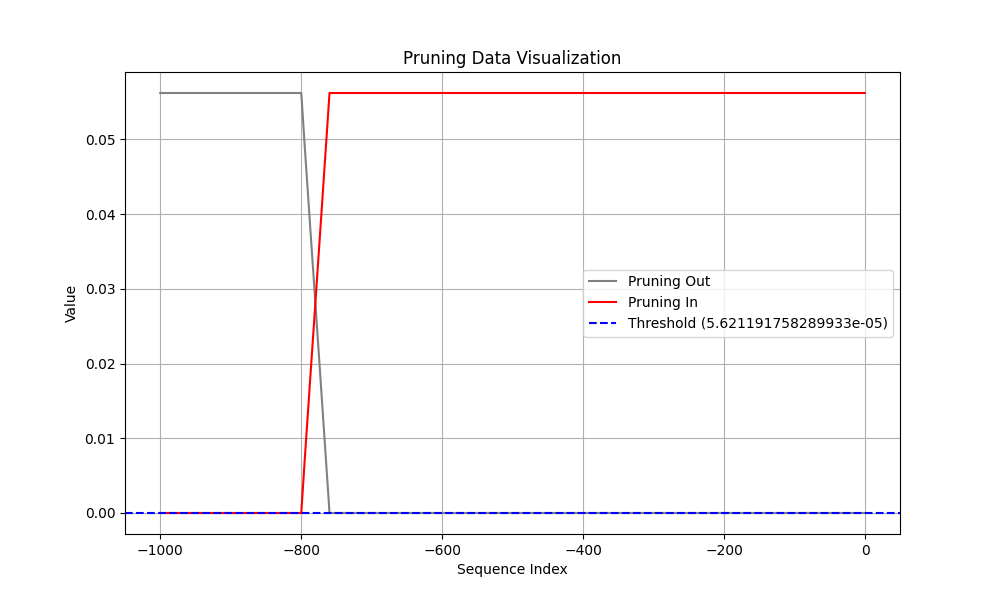 Pruning Data Visualization
Value
0.05
0.04
0.03
0.02
0.01
0.00
Pruning Out
Pruning In
Threshold (5.621191758289933e-05)
−1000
−800
−600
−400
−200
0
Sequence Index